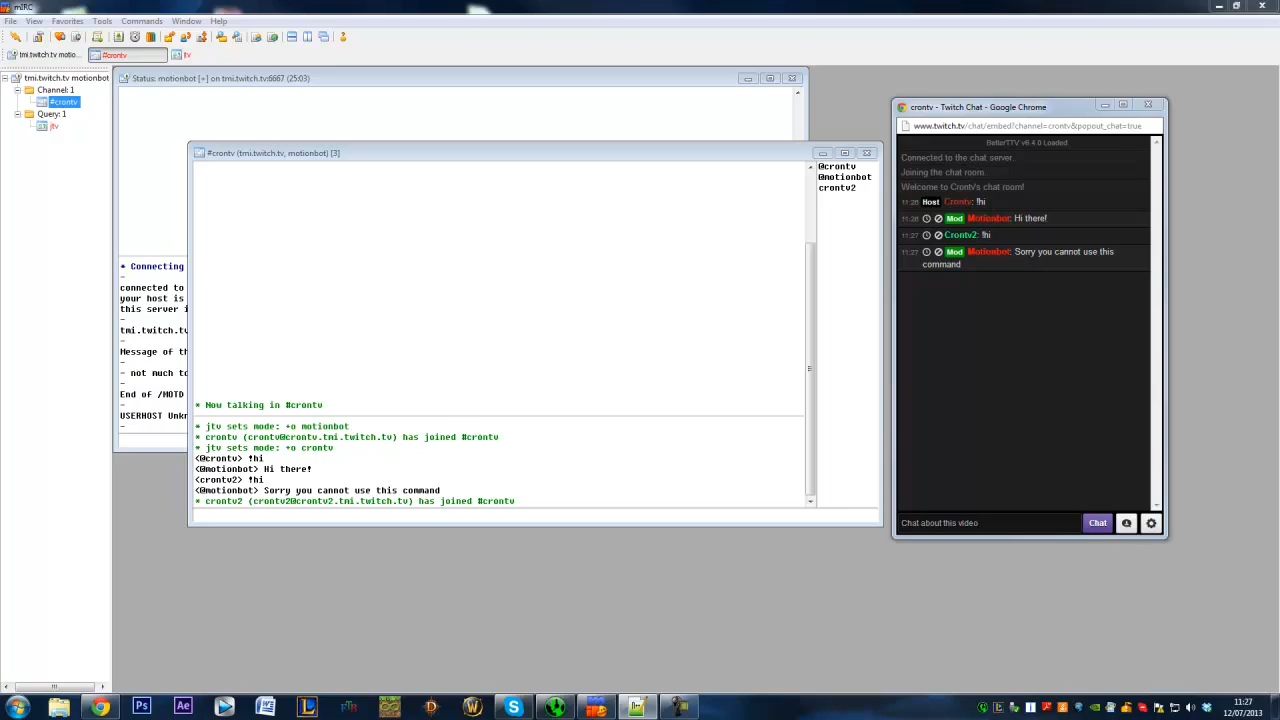 mIRC
File View Favorites Tools Commands Window Help
tmi.twitch.tv motio... #crontv jtv
tmi.twitch.tv motionbot
Channel: 1
#crontv
Query: 1
jtv
Status: motionbot [+] on tmi.twitch.tv:6667 (25:03)
* Connecting
-
connected to
your host is
this server i
-
tmi.twitch.tv
-
Message of th
-
- not much to
-
End of /MOTD
-
USERHOST Unkn
-
#crontv (tmi.twitch.tv, motionbot) [3]
@crontv
@motionbot
crontv2
* Now talking in #crontv
* jtv sets mode: +o motionbot
* crontv (crontv@crontv.tmi.twitch.tv) has joined #crontv
* jtv sets mode: +o crontv
<@crontv> !hi
<@motionbot> Hi there!
<crontv2> !hi
<@motionbot> Sorry you cannot use this command
* crontv2 (crontv2@crontv2.tmi.twitch.tv) has joined #crontv
crontv - Twitch Chat - Google Chrome
www.twitch.tv/chat/embed?channel=crontv&popout_chat=true
BetterTTV v6.4.0 Loaded.
Connected to the chat server.
Joining the chat room.
Welcome to Crontv's chat room!
11:26 Host Crontv: !hi
11:26 Mod Motionbot: Hi there!
11:27 Crontv2: !hi
11:27 Mod Motionbot: Sorry you cannot use this
command
Chat about this video Chat
Ps Ae W L
11:27
12/07/2013